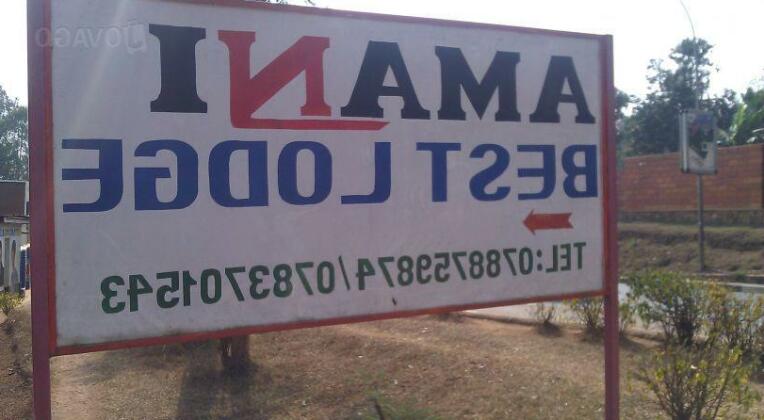 JOVAGO
AMANI
BEST LODGE
TEL: 0788759874/0783701543